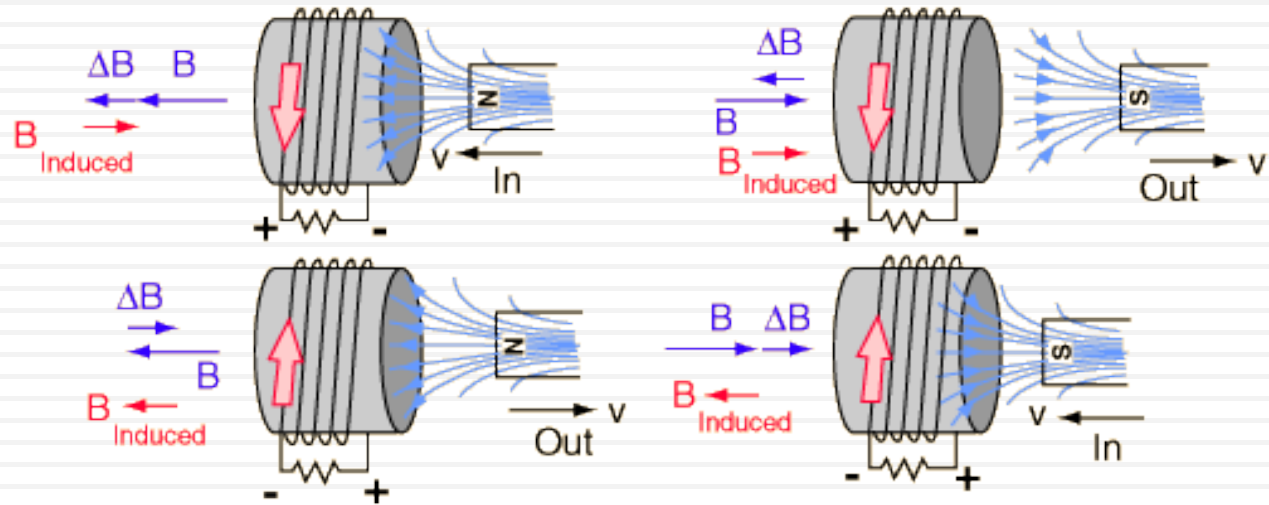 ΔB B
B Induced
N
v
In
+ -
ΔB
B
B Induced
S
v
Out
+ -
ΔB
B
B Induced
N
v
Out
- +
B ΔB
B Induced
S
v
In
- +